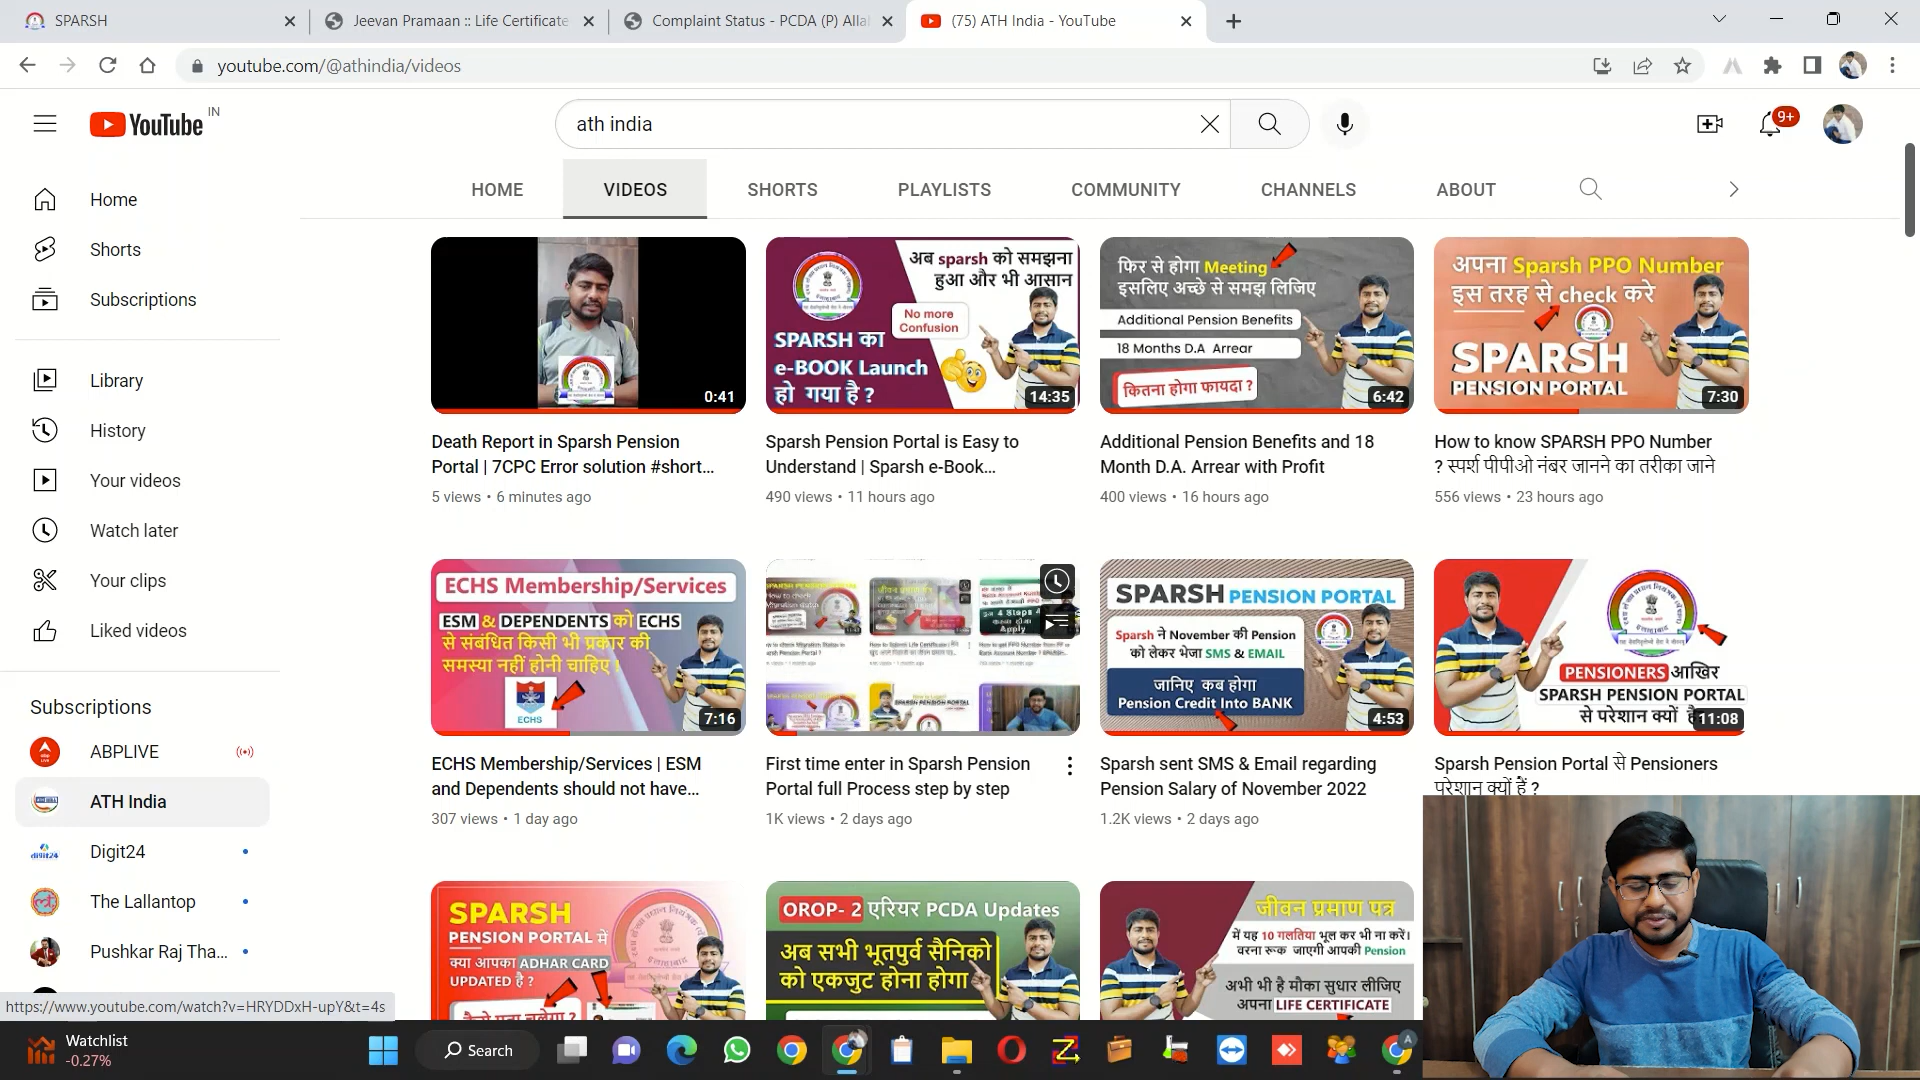 SPARSH
Jeevan Pramaan :: Life Certificate
Complaint Status - PCDA (P) Alla
(75) ATH India - YouTube
youtube.com/@athindia/videos
YouTube IN
ath india
9+
HOME
VIDEOS
SHORTS
PLAYLISTS
COMMUNITY
CHANNELS
ABOUT
Home
Shorts
Subscriptions
Library
History
Your videos
Watch later
Your clips
Liked videos
Subscriptions
ABPLIVE
ATH India
Digit24
The Lallantop
Pushkar Raj Tha...
0:41
Death Report in Sparsh Pension
Portal | 7CPC Error solution #short...
5 views • 6 minutes ago
अब sparsh को समझना
हुआ और भी आसान
No more
Confusion
SPARSH का
e-BOOK Launch
हो गया है ?
14:35
Sparsh Pension Portal is Easy to
Understand | Sparsh e-Book...
490 views • 11 hours ago
फिर से होगा Meeting
इसलिए अच्छे से समझ लिजिए
Additional Pension Benefits
18 Months D.A Arrear
कितना होगा फायदा ?
6:42
Additional Pension Benefits and 18
Month D.A. Arrear with Profit
400 views • 16 hours ago
अपना Sparsh PPO Number
इस तरह से check करे
SPARSH
PENSION PORTAL
7:30
How to know SPARSH PPO Number
? स्पर्श पीपीओ नंबर जानने का तरीका जाने
556 views • 23 hours ago
ECHS Membership/Services
ESM & DEPENDENTS को ECHS
से संबंधित किसी भी प्रकार की
समस्या नहीं होनी चाहिए !
ECHS
7:16
ECHS Membership/Services | ESM
and Dependents should not have...
307 views • 1 day ago
First time enter in Sparsh Pension
Portal full Process step by step
1K views • 2 days ago
SPARSH PENSION PORTAL
Sparsh ने November की Pension
को लेकर भेजा SMS & EMAIL
जानिए कब होगा
Pension Credit Into BANK
4:53
Sparsh sent SMS & Email regarding
Pension Salary of November 2022
1.2K views • 2 days ago
PENSIONERS आखिर
SPARSH PENSION PORTAL
से परेशान क्यों है
11:08
Sparsh Pension Portal से Pensioners
परेशान क्यों हैं ?
SPARSH
PENSION PORTAL में
क्या आपका ADHAR CARD
UPDATED है ?
कैसे पता चलेगा ?
OROP- 2 एरियर PCDA Updates
अब सभी भूतपुर्व सैनिको
को एकजुट होना होगा
जीवन प्रमाण पत्र
में यह 10 गलतिया भूल कर भी ना करें।
वरना रूक जाएगी आपकी Pension
अभी भी है मौका सुधार लीजिए
अपना LIFE CERTIFICATE
https://www.youtube.com/watch?v=HRYDDxH-upY&t=4s
Watchlist
-0.27%
Search